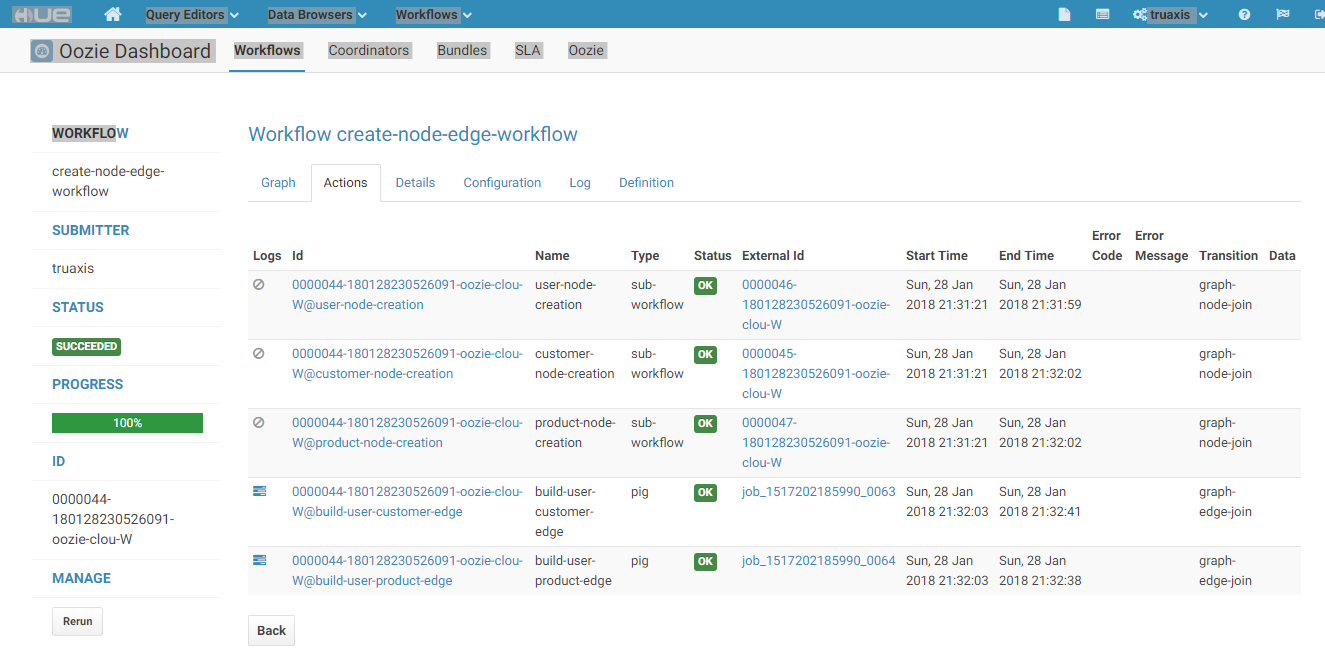 HUE Query Editors Data Browsers Workflows truaxis
Oozie Dashboard Workflows Coordinators Bundles SLA Oozie
WORKFLOW
create-node-edge-
workflow
SUBMITTER
truaxis
STATUS
SUCCEEDED
PROGRESS
100%
ID
0000044-
180128230526091-
oozie-clou-W
MANAGE
Rerun
Workflow create-node-edge-workflow
Graph Actions Details Configuration Log Definition
Error Error
Logs Id Name Type Status External Id Start Time End Time Code Message Transition Data
0000044-180128230526091-oozie-clou- user-node- sub- OK 0000046- Sun, 28 Jan Sun, 28 Jan graph-
W@user-node-creation creation workflow 180128230526091-oozie- 2018 21:31:21 2018 21:31:59 node-join
clou-W
0000044-180128230526091-oozie-clou- customer- sub- OK 0000045- Sun, 28 Jan Sun, 28 Jan graph-
W@customer-node-creation node-creation workflow 180128230526091-oozie- 2018 21:31:21 2018 21:32:02 node-join
clou-W
0000044-180128230526091-oozie-clou- product-node- sub- OK 0000047- Sun, 28 Jan Sun, 28 Jan graph-
W@product-node-creation creation workflow 180128230526091-oozie- 2018 21:31:21 2018 21:32:02 node-join
clou-W
0000044-180128230526091-oozie-clou- build-user- pig OK job_1517202185990_0063 Sun, 28 Jan Sun, 28 Jan graph-
W@build-user-customer-edge customer- 2018 21:32:03 2018 21:32:41 edge-join
edge
0000044-180128230526091-oozie-clou- build-user- pig OK job_1517202185990_0064 Sun, 28 Jan Sun, 28 Jan graph-
W@build-user-product-edge product-edge 2018 21:32:03 2018 21:32:38 edge-join
Back